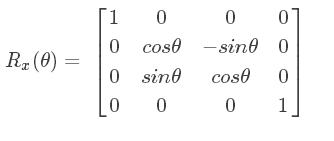 R_x(θ) = [ 1 0 0 0
0 cosθ −sinθ 0
0 sinθ cosθ 0
0 0 0 1 ]